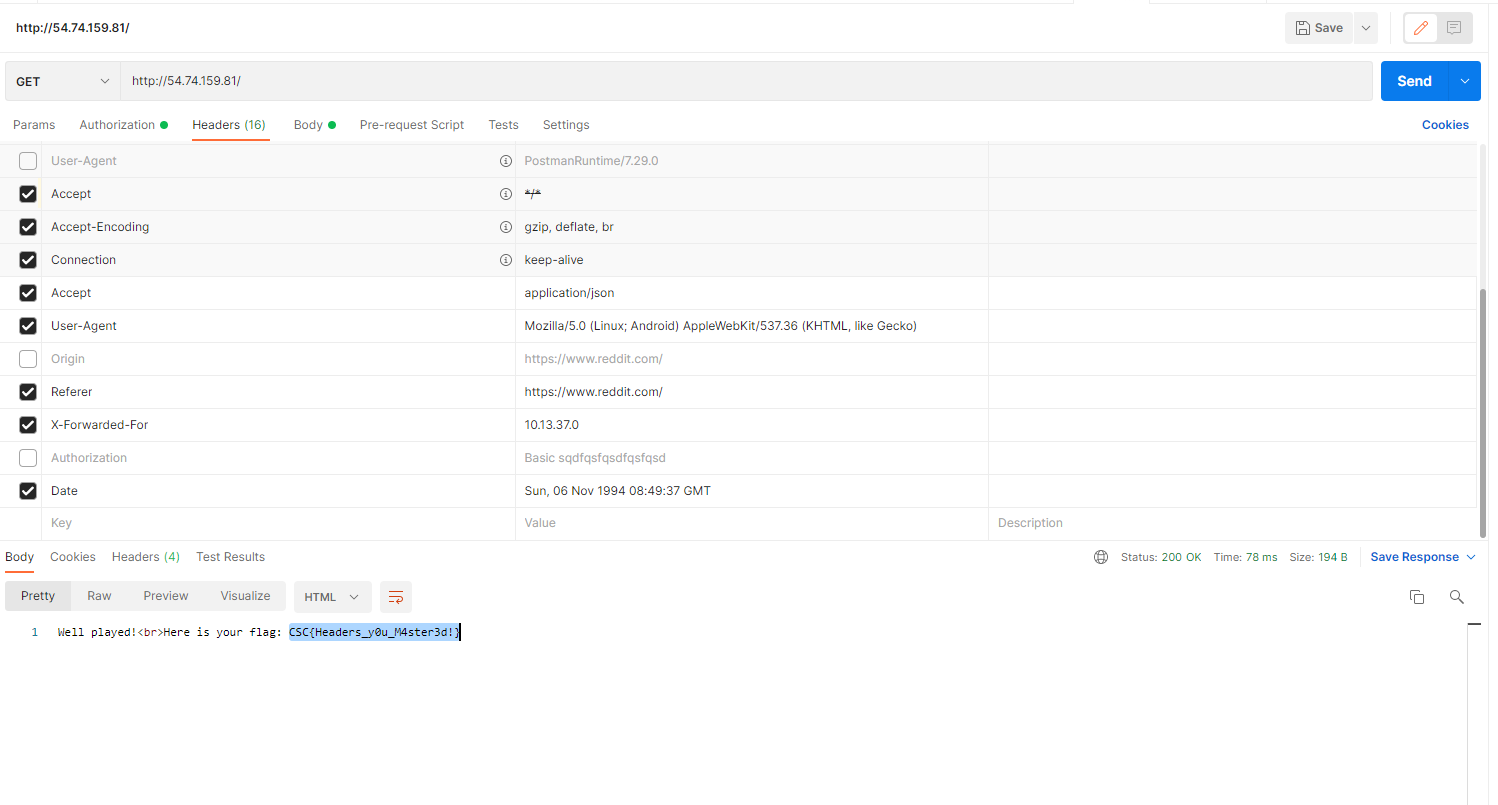 http://54.74.159.81/
Save
GET http://54.74.159.81/ Send
Params Authorization Headers (16) Body Pre-request Script Tests Settings Cookies
User-Agent PostmanRuntime/7.29.0
Accept */*
Accept-Encoding gzip, deflate, br
Connection keep-alive
Accept application/json
User-Agent Mozilla/5.0 (Linux; Android) AppleWebKit/537.36 (KHTML, like Gecko)
Origin https://www.reddit.com/
Referer https://www.reddit.com/
X-Forwarded-For 10.13.37.0
Authorization Basic sqdfqsfqsdfqsfqsd
Date Sun, 06 Nov 1994 08:49:37 GMT
Key Value Description
Body Cookies Headers (4) Test Results Status: 200 OK Time: 78 ms Size: 194 B Save Response
Pretty Raw Preview Visualize HTML
1 Well played!<br>Here is your flag: CSC{Headers_y0u_M4ster3d!}